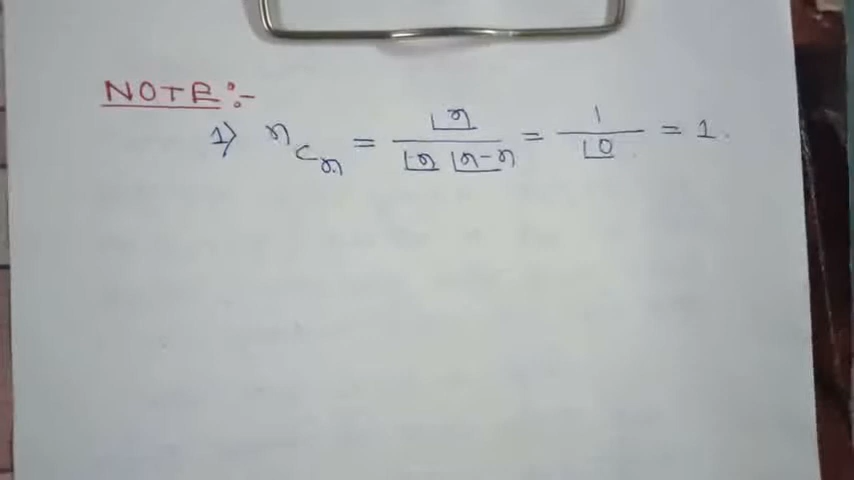 NOTE:-
1) ⁿCₙ = ⌊n / ⌊n ⌊n-n = 1 / ⌊0 = 1.